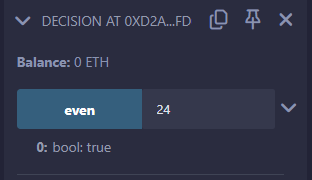 DECISION AT 0XD2A...FD
Balance: 0 ETH
even 24
0: bool: true